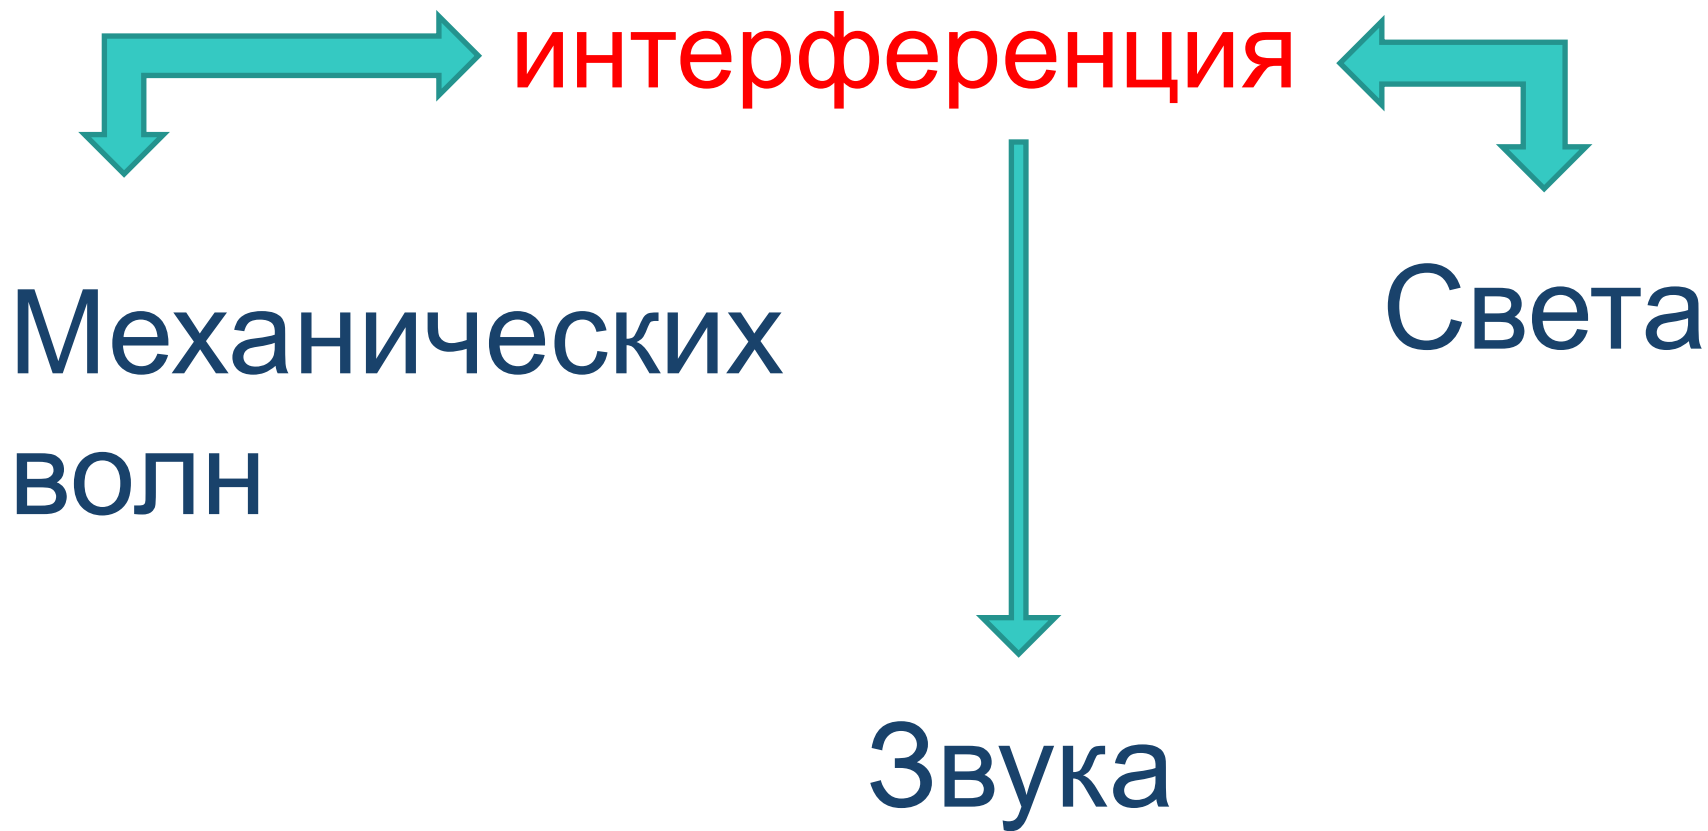 интерференция
Механических
волн
Света
Звука